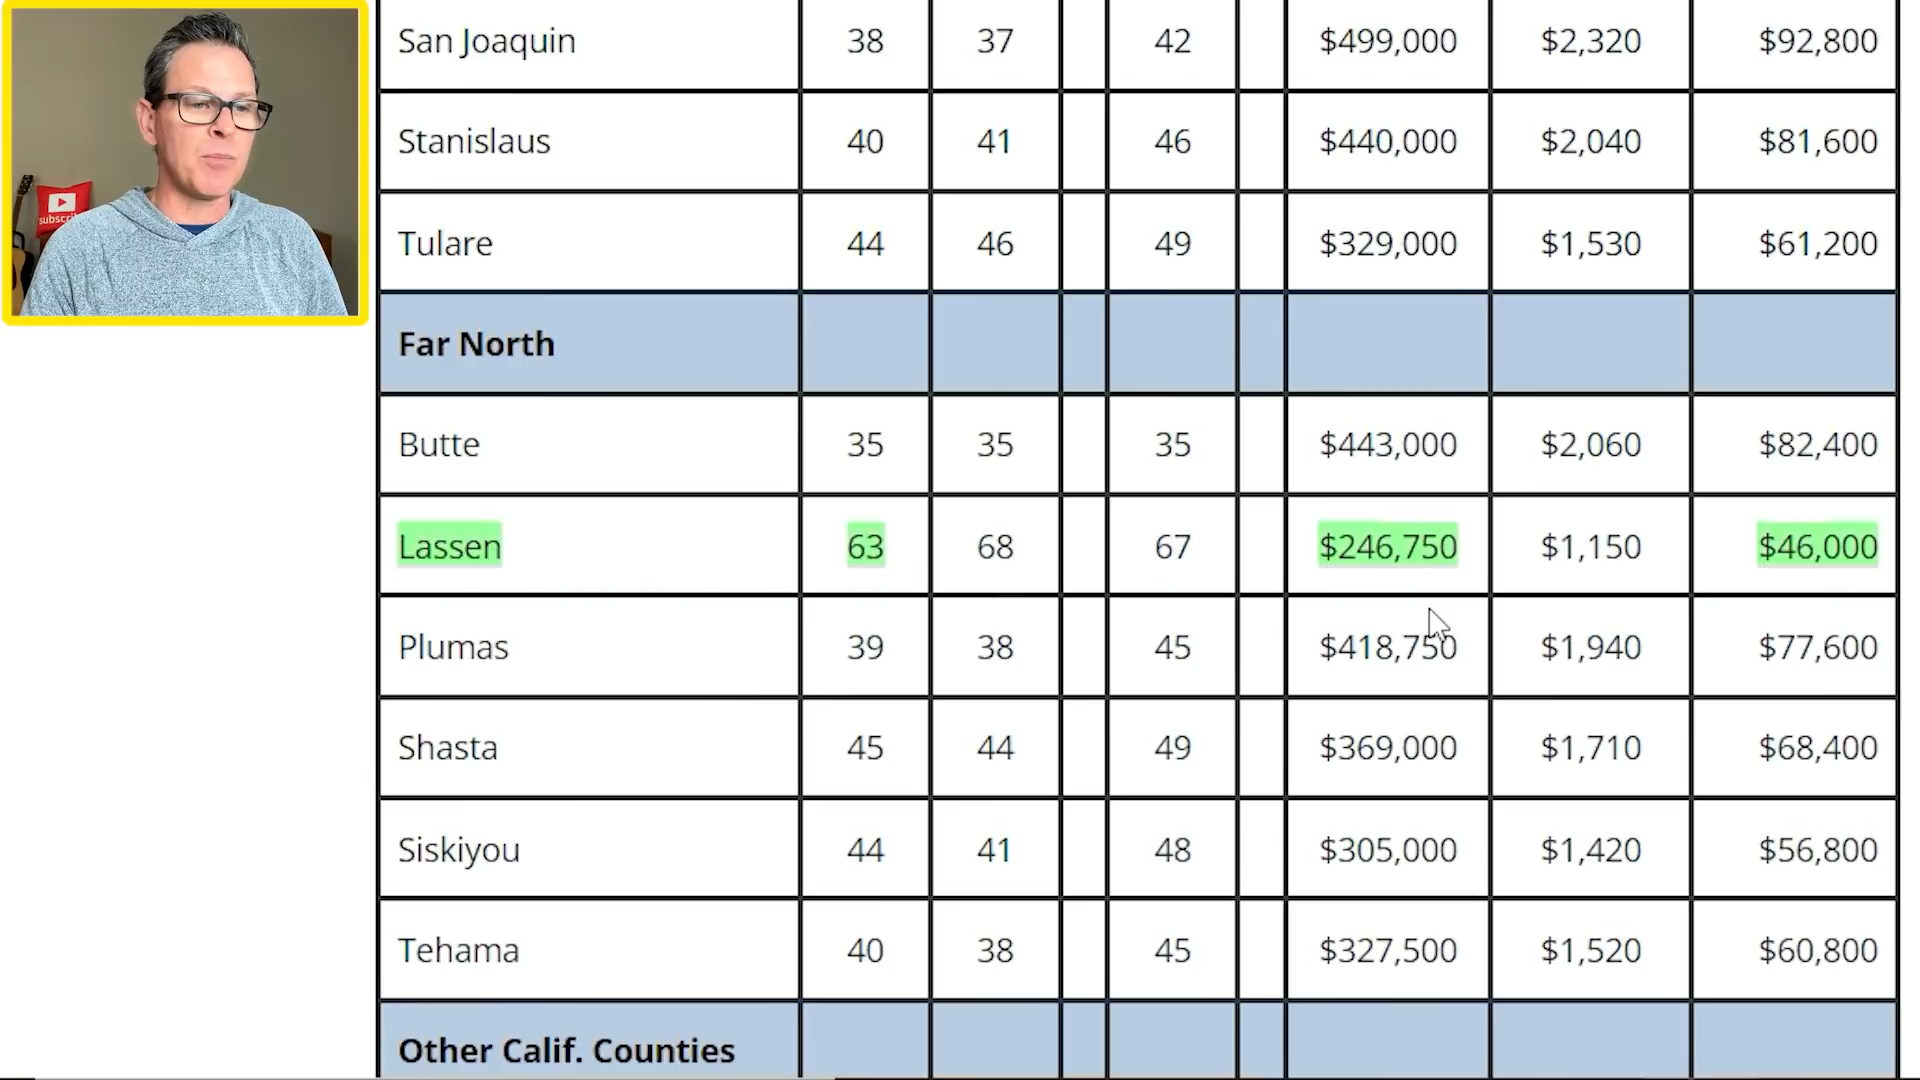 subscri
San Joaquin 38 37 42 $499,000 $2,320 $92,800
Stanislaus 40 41 46 $440,000 $2,040 $81,600
Tulare 44 46 49 $329,000 $1,530 $61,200
Far North
Butte 35 35 35 $443,000 $2,060 $82,400
Lassen 63 68 67 $246,750 $1,150 $46,000
Plumas 39 38 45 $418,750 $1,940 $77,600
Shasta 45 44 49 $369,000 $1,710 $68,400
Siskiyou 44 41 48 $305,000 $1,420 $56,800
Tehama 40 38 45 $327,500 $1,520 $60,800
Other Calif. Counties